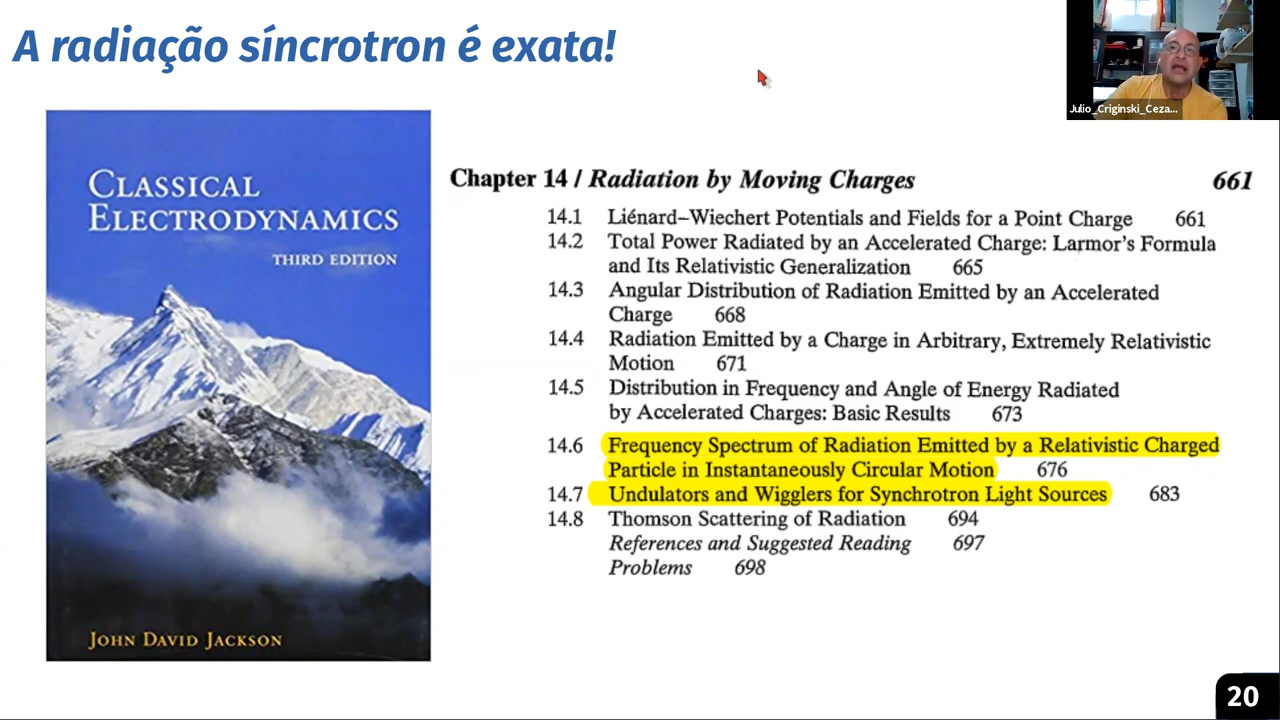 A radiação síncrotron é exata!
Julio_Criginski_Ceza...
CLASSICAL
ELECTRODYNAMICS
THIRD EDITION
JOHN DAVID JACKSON
Chapter 14 / Radiation by Moving Charges 661
14.1 Liénard–Wiechert Potentials and Fields for a Point Charge 661
14.2 Total Power Radiated by an Accelerated Charge: Larmor's Formula
and Its Relativistic Generalization 665
14.3 Angular Distribution of Radiation Emitted by an Accelerated
Charge 668
14.4 Radiation Emitted by a Charge in Arbitrary, Extremely Relativistic
Motion 671
14.5 Distribution in Frequency and Angle of Energy Radiated
by Accelerated Charges: Basic Results 673
14.6 Frequency Spectrum of Radiation Emitted by a Relativistic Charged
Particle in Instantaneously Circular Motion 676
14.7 Undulators and Wigglers for Synchrotron Light Sources 683
14.8 Thomson Scattering of Radiation 694
References and Suggested Reading 697
Problems 698
20